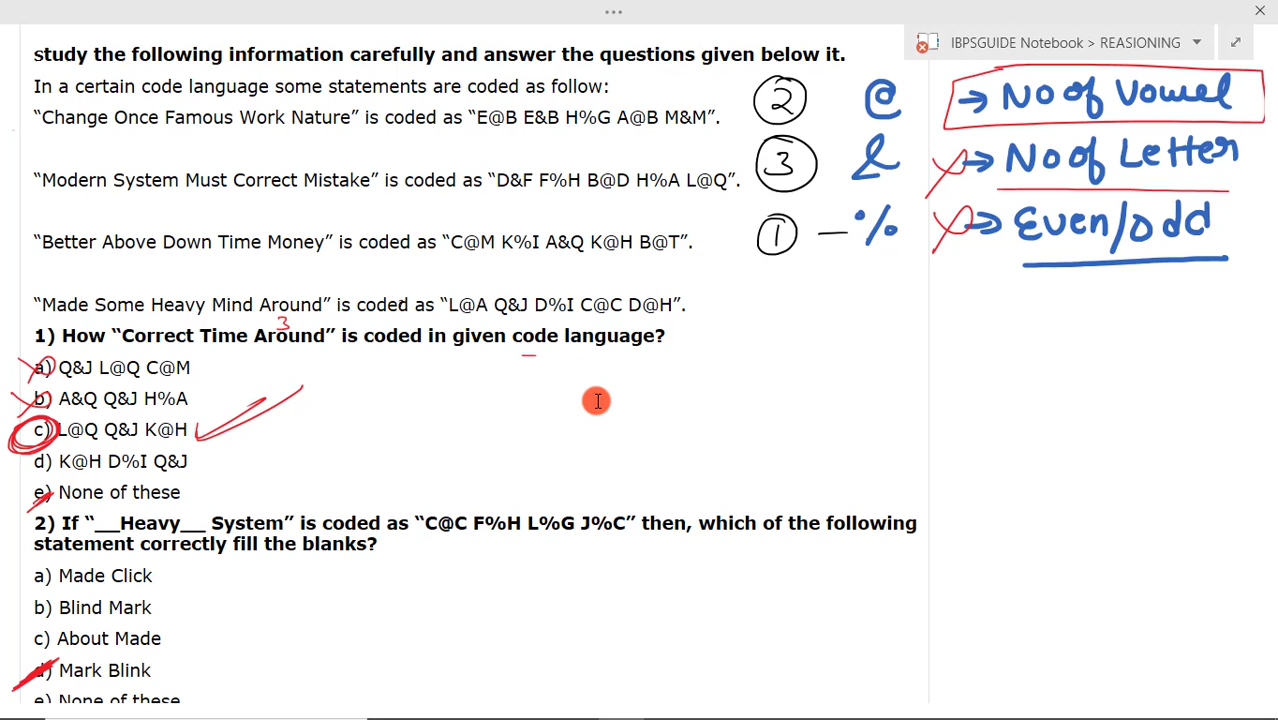 IBPSGUIDE Notebook > REASIONING
study the following information carefully and answer the questions given below it.
In a certain code language some statements are coded as follow:
“Change Once Famous Work Nature” is coded as “E@B E&B H%G A@B M&M”.
“Modern System Must Correct Mistake” is coded as “D&F F%H B@D H%A L@Q”.
“Better Above Down Time Money” is coded as “C@M K%I A&Q K@H B@T”.
“Made Some Heavy Mind Around” is coded as “L@A Q&J D%I C@C D@H”.
2 @
3 &
1 – %
→ No of Vowel
→ No of Letter
→ Even/Odd
3
1) How “Correct Time Around” is coded in given code language?
a) Q&J L@Q C@M
b) A&Q Q&J H%A
c) L@Q Q&J K@H
d) K@H D%I Q&J
e) None of these
2) If “__Heavy__ System” is coded as “C@C F%H L%G J%C” then, which of the following
statement correctly fill the blanks?
a) Made Click
b) Blind Mark
c) About Made
d) Mark Blink
e) None of these